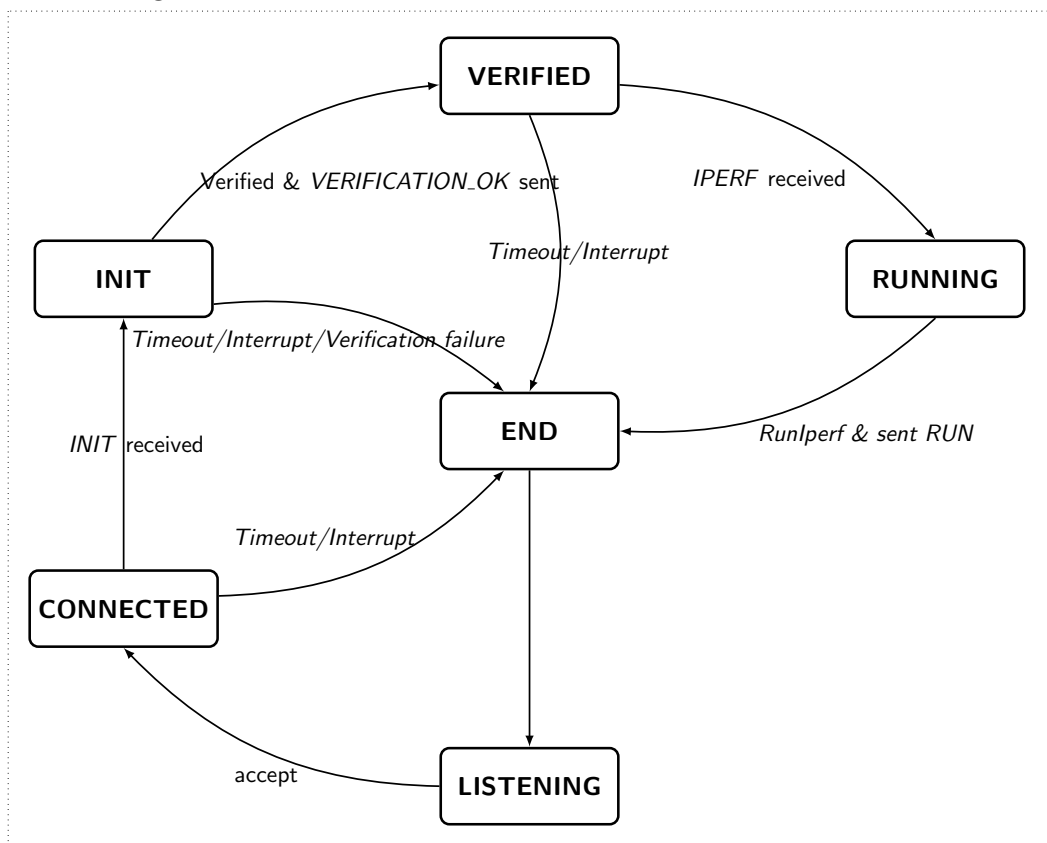 VERIFIED
Verified & VERIFICATION_OK sent
IPERF received
Timeout/Interrupt
INIT
RUNNING
Timeout/Interrupt/Verification failure
END
RunIperf & sent RUN
INIT received
Timeout/Interrupt
CONNECTED
accept
LISTENING